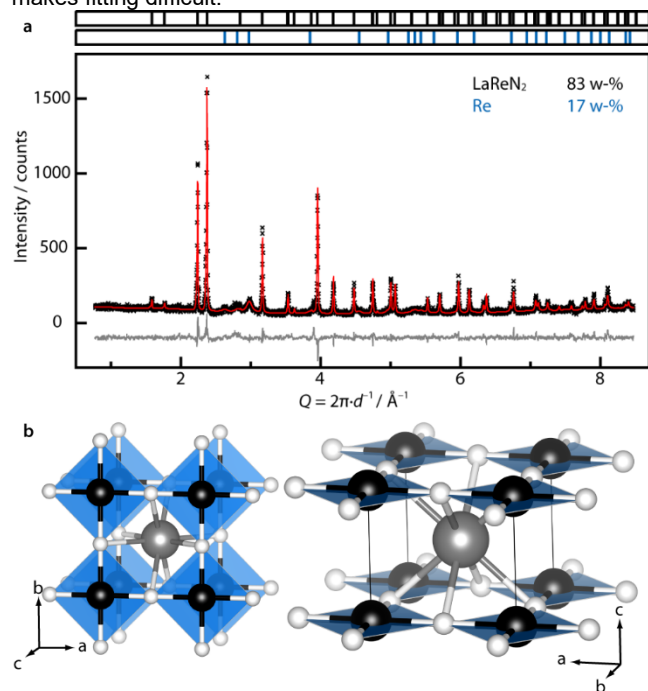 makes fitting difficult.
a
LaReN₂ 83 w-%
Re 17 w-%
1500
1000
500
0
Intensity / counts
2 4 6 8
Q = 2π·d⁻¹ / Å⁻¹
b
b
c a
c
a b